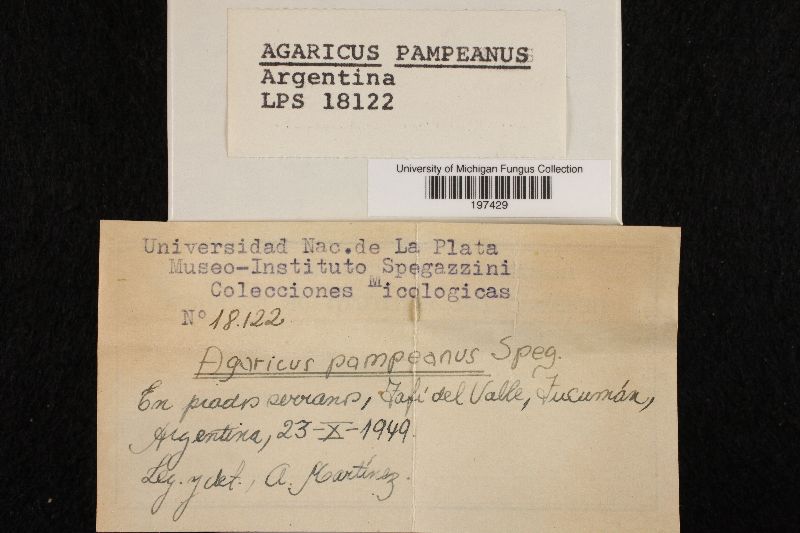 AGARICUS PAMPEANUS
Argentina
LPS 18122
University of Michigan Fungus Collection
197429
Universidad Nac.de La Plata
Museo-Instituto Spegazzini
Colecciones Micologicas
Nº 18.122
Agaricus pampeanus Speg.
En prados serranos, Tafí del Valle, Tucumán,
Argentina, 23-X-1949.
Leg. y det., A. Martínez.